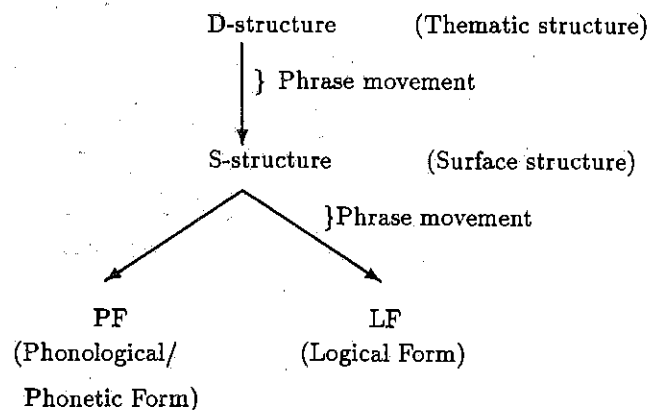 D-structure (Thematic structure)
} Phrase movement
S-structure (Surface structure)
}Phrase movement
PF LF
(Phonological/ (Logical Form)
Phonetic Form)